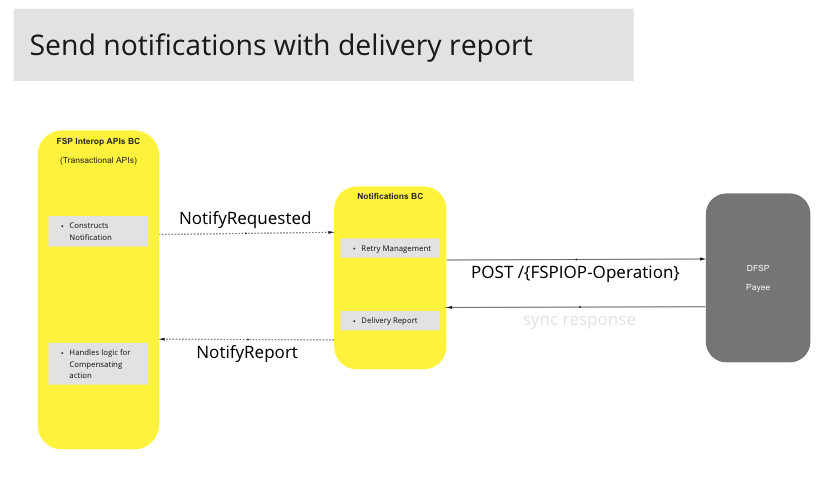 Send notifications with delivery report
FSP Interop APIs BC
(Transactional APIs)
• Constructs
Notification
• Handles logic for
Compensating
action
NotifyRequested
NotifyReport
Notifications BC
• Retry Management
• Delivery Report
POST /{FSPIOP-Operation}
sync response
DFSP
Payee